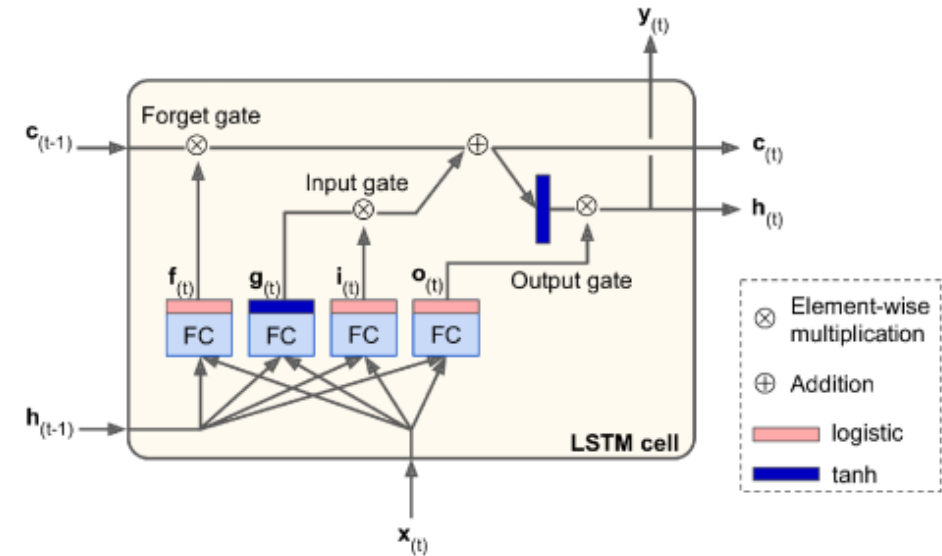 y(t)
Forget gate
c(t-1)
c(t)
Input gate
h(t)
f(t)
g(t)
i(t)
o(t)
Output gate
FC
FC
FC
FC
h(t-1)
LSTM cell
x(t)
Element-wise
multiplication
Addition
logistic
tanh